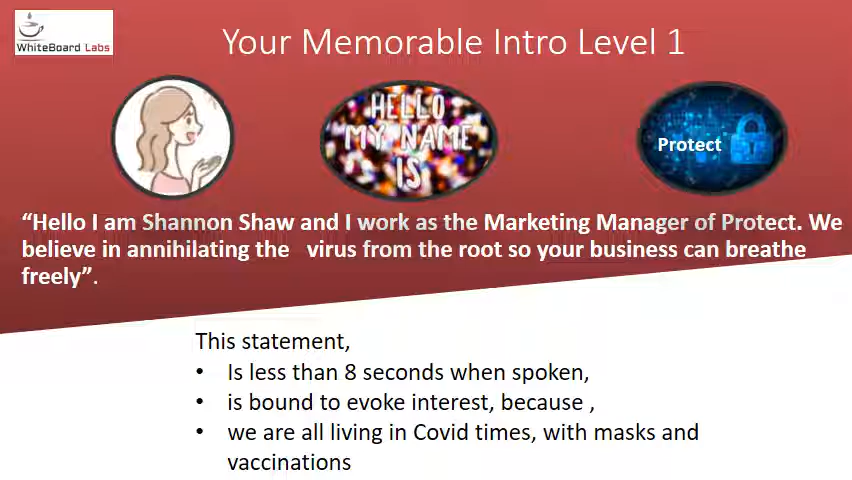 WhiteBoard Labs
Your Memorable Intro Level 1
HELLO
MY NAME
IS
Protect
“Hello I am Shannon Shaw and I work as the Marketing Manager of Protect. We
believe in annihilating the virus from the root so your business can breathe
freely”.
This statement,
• Is less than 8 seconds when spoken,
• is bound to evoke interest, because ,
• we are all living in Covid times, with masks and
vaccinations